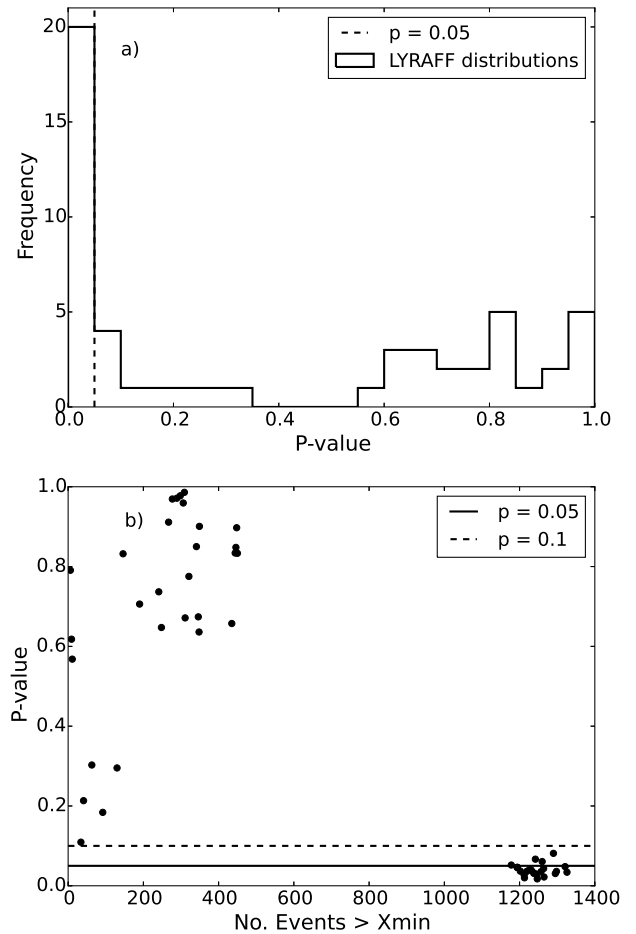 20
15
10
5
0
Frequency
a)
p = 0.05
LYRAFF distributions
0.0 0.2 0.4 0.6 0.8 1.0
P-value
1.0
0.8
0.6
0.4
0.2
0.0
P-value
b)
p = 0.05
p = 0.1
0 200 400 600 800 1000 1200 1400
No. Events > Xmin